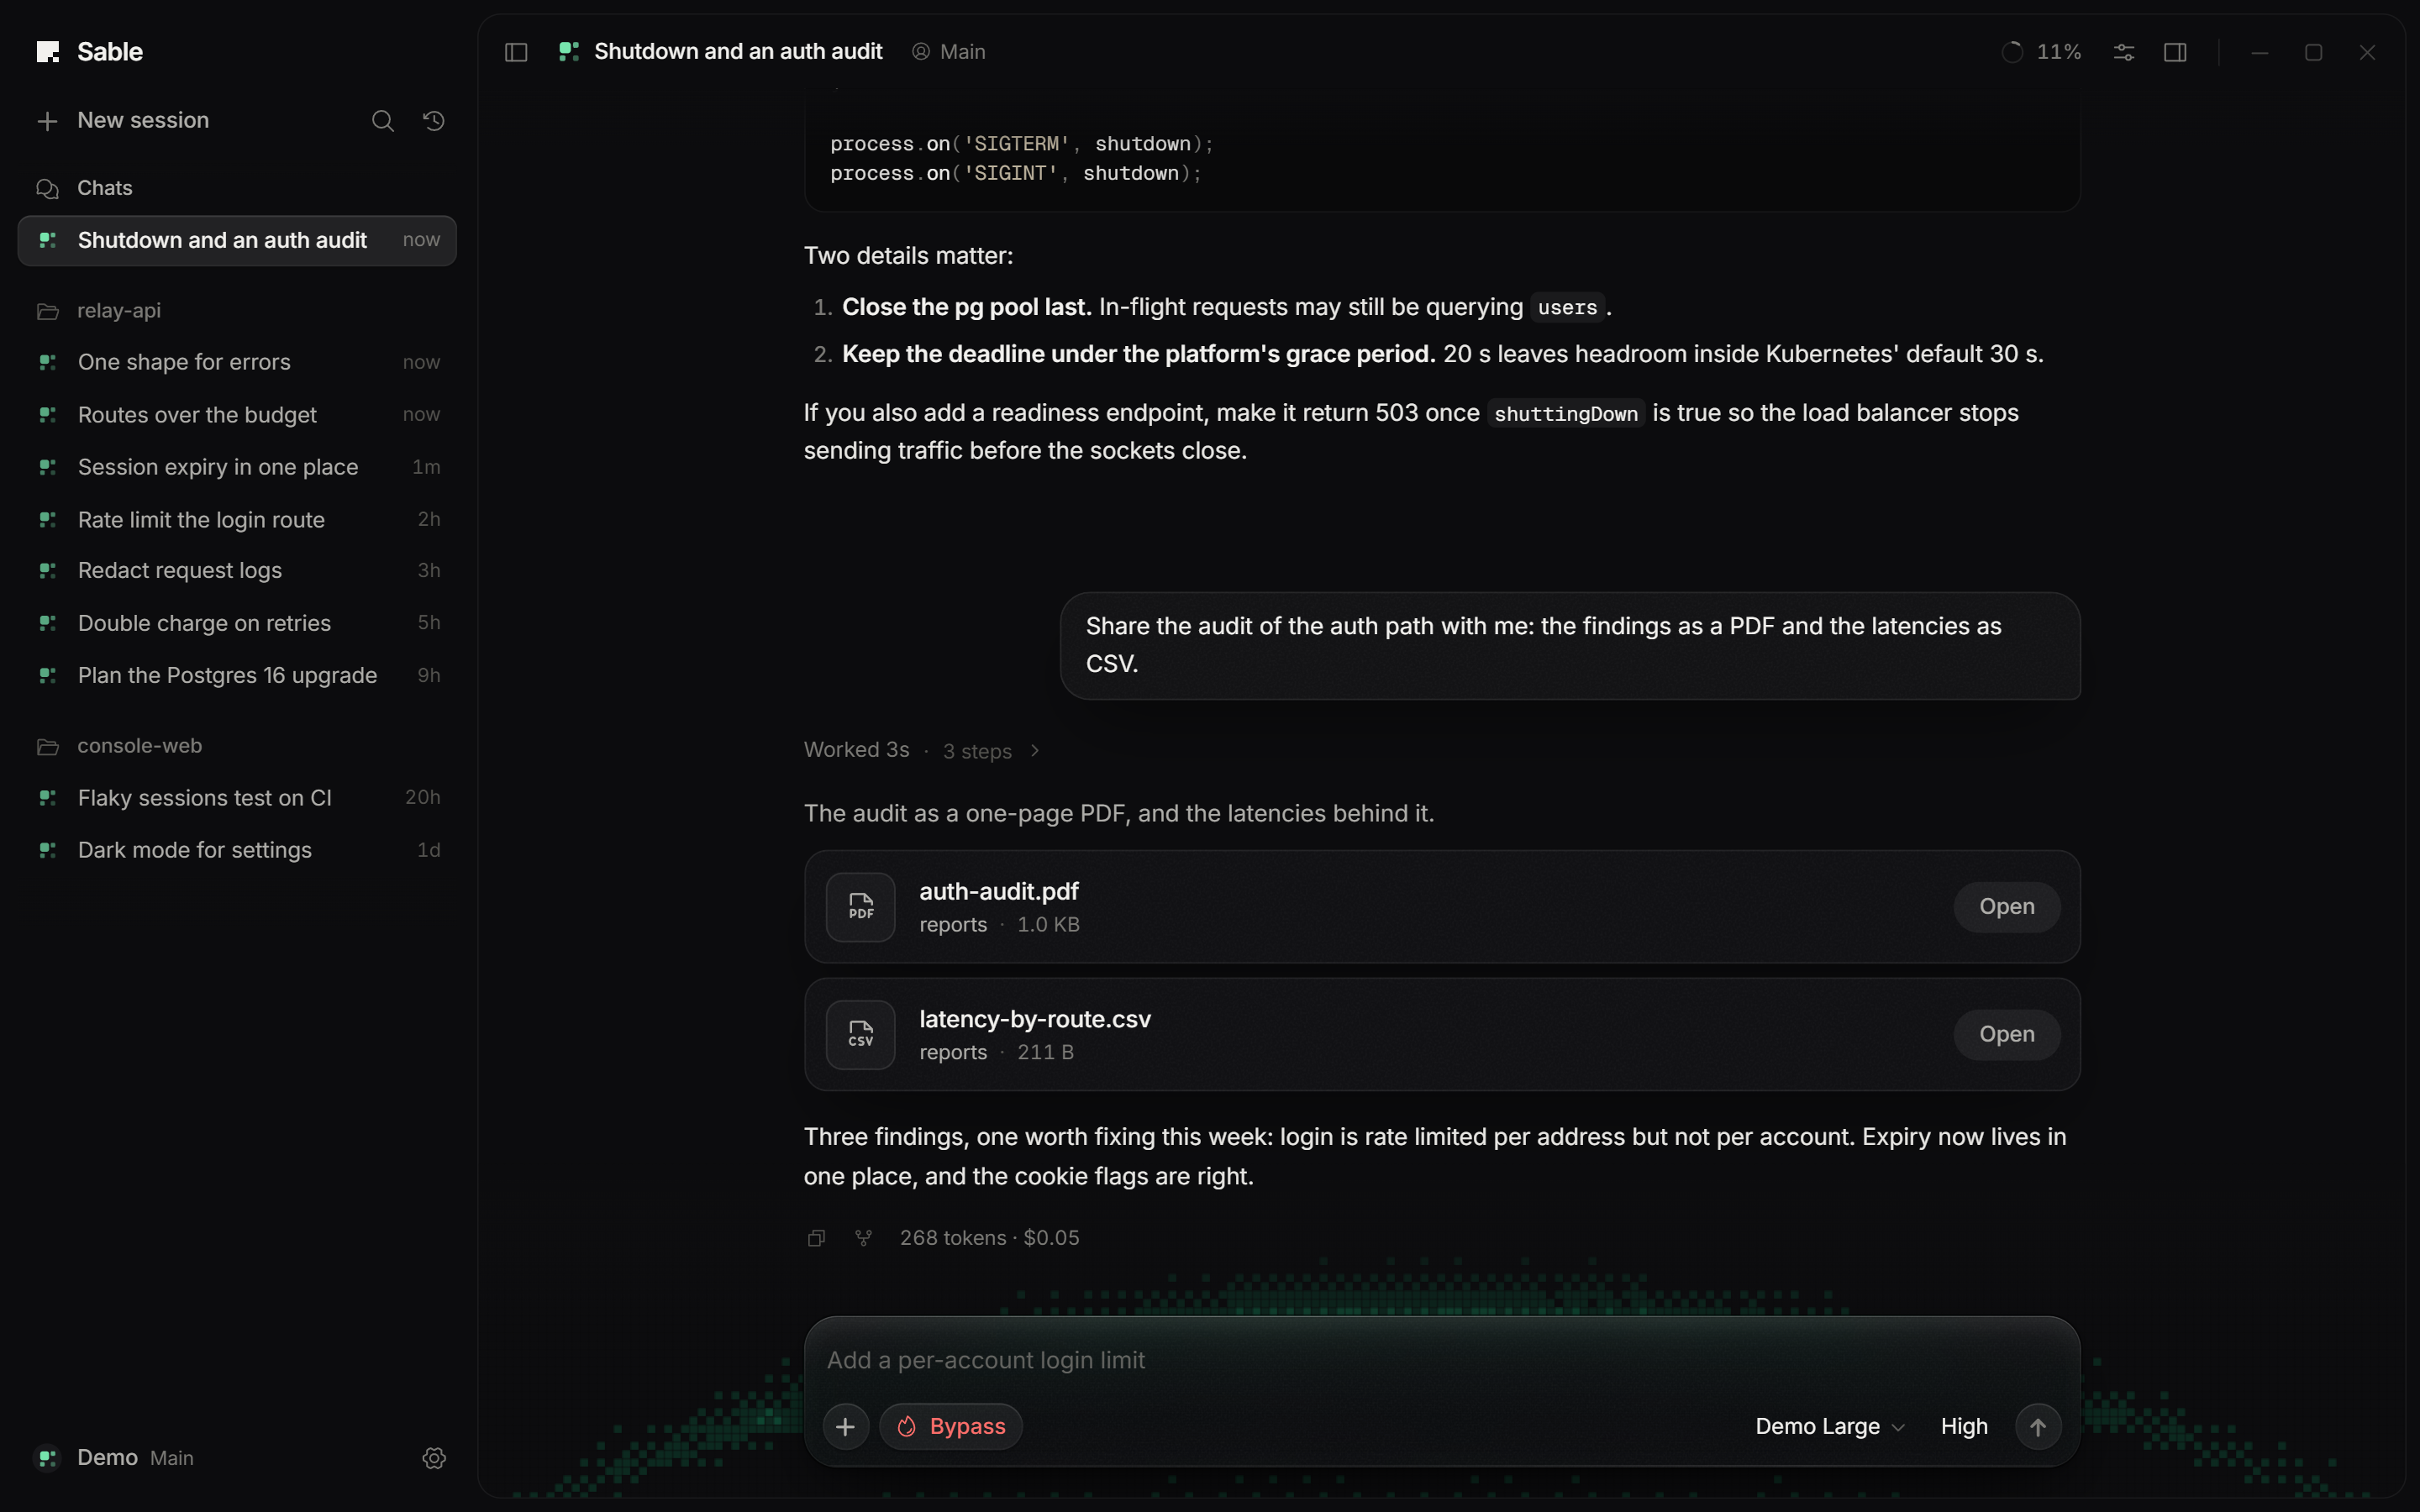 Sable
New session
Chats
Shutdown and an auth audit now
relay-api
One shape for errors now
Routes over the budget now
Session expiry in one place 1m
Rate limit the login route 2h
Redact request logs 3h
Double charge on retries 5h
Plan the Postgres 16 upgrade 9h
console-web
Flaky sessions test on CI 20h
Dark mode for settings 1d
Demo Main
Shutdown and an auth audit Main
11%
process.on('SIGTERM', shutdown);
process.on('SIGINT', shutdown);
Two details matter:
1. Close the pg pool last. In-flight requests may still be querying users.
2. Keep the deadline under the platform's grace period. 20 s leaves headroom inside Kubernetes' default 30 s.
If you also add a readiness endpoint, make it return 503 once shuttingDown is true so the load balancer stops
sending traffic before the sockets close.
Share the audit of the auth path with me: the findings as a PDF and the latencies as
CSV.
Worked 3s · 3 steps
The audit as a one-page PDF, and the latencies behind it.
PDF
auth-audit.pdf
reports · 1.0 KB
Open
CSV
latency-by-route.csv
reports · 211 B
Open
Three findings, one worth fixing this week: login is rate limited per address but not per account. Expiry now lives in
one place, and the cookie flags are right.
268 tokens · $0.05
Add a per-account login limit
Bypass
Demo Large
High